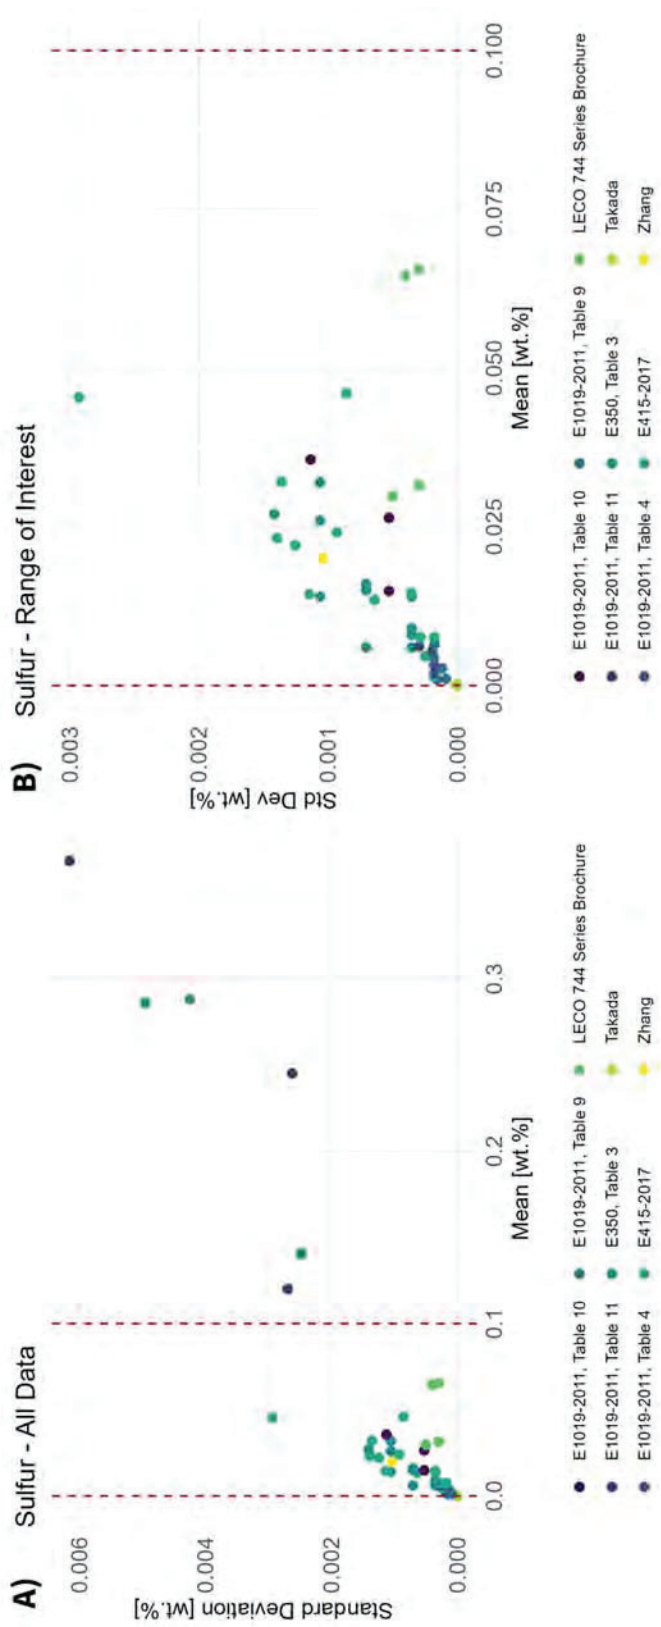 A) Sulfur - All Data
Standard Deviation [wt.%]
0.006
0.004
0.002
0.000
0.0
0.1
0.2
0.3
Mean [wt.%]
E1019-2011, Table 10
E1019-2011, Table 11
E1019-2011, Table 4
E1019-2011, Table 9
E350, Table 3
E415-2017
LECO 744 Series Brochure
Takada
Zhang
B) Sulfur - Range of Interest
Std Dev [wt.%]
0.003
0.002
0.001
0.000
0.000
0.025
0.050
0.075
0.100
Mean [wt.%]
E1019-2011, Table 10
E1019-2011, Table 11
E1019-2011, Table 4
E1019-2011, Table 9
E350, Table 3
E415-2017
LECO 744 Series Brochure
Takada
Zhang